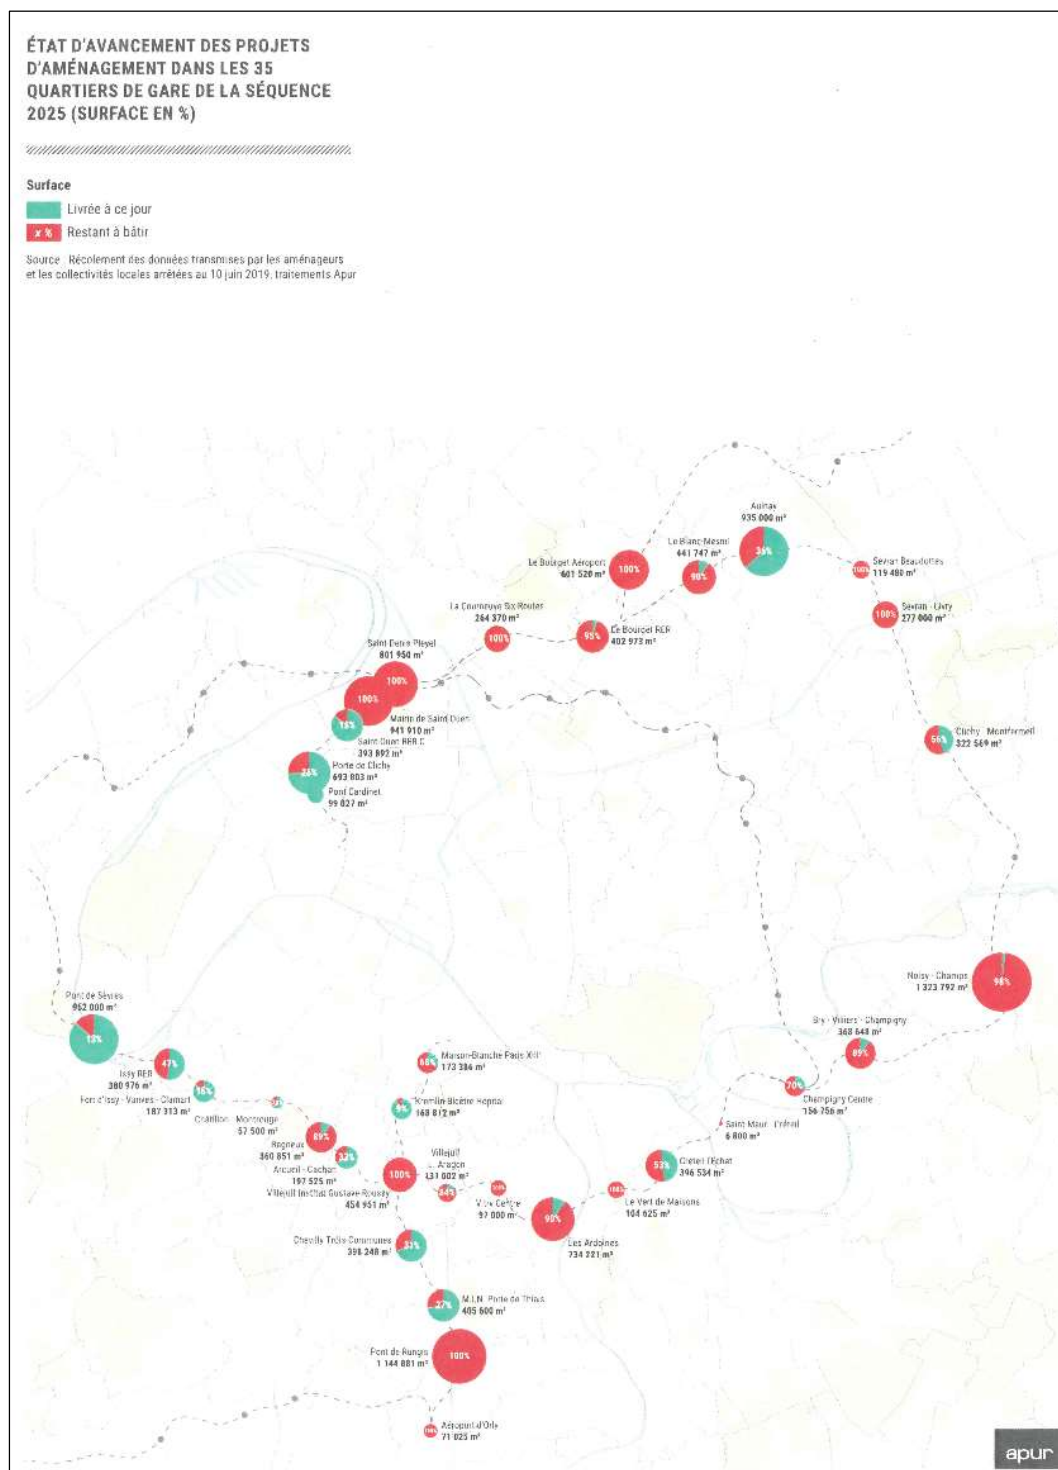 ÉTAT D'AVANCEMENT DES PROJETS
D'AMÉNAGEMENT DANS LES 35
QUARTIERS DE GARE DE LA SÉQUENCE
2025 (SURFACE EN %)
Surface
Livrée à ce jour
x % Restant à bâtir
Source : Récolement des données transmises par les aménageurs
et les collectivités locales arrêtées au 10 juin 2019, traitements Apur
Aulnay
935 000 m²
36%
Le Blanc-Mesnil
441 747 m²
90%
Le Bourget Aéroport
601 520 m²
100%
Sevran Beaudottes
119 480 m²
100%
La Courneuve Six Routes
264 370 m²
100%
Sevran - Livry
277 000 m²
100%
Le Bourget RER
402 973 m²
95%
Saint Denis Pleyel
801 950 m²
100%
100%
Mairie de Saint Ouen
941 910 m²
18%
Saint Ouen RER C
393 892 m²
Clichy - Montfermeil
322 569 m²
56%
Porte de Clichy
693 803 m²
26%
Pont Cardinet
99 827 m²
Noisy - Champs
1 323 792 m²
98%
Pont de Sèvres
952 000 m²
13%
Bry - Villiers - Champigny
368 648 m²
89%
Issy RER
380 976 m²
47%
Maison-Blanche Paris XIIIe
173 386 m²
68%
Fort d'Issy - Vanves - Clamart
187 313 m²
16%
Champigny Centre
156 756 m²
70%
Kremlin-Bicêtre Hôpital
168 812 m²
9%
Châtillon - Montrouge
57 500 m²
Saint Maur - Créteil
6 800 m²
Bagneux
360 851 m²
89%
Arcueil - Cachan
197 525 m²
33%
Villejuif
L. Aragon
131 002 m²
84%
Créteil l'Echat
396 534 m²
53%
Villejuif Institut Gustave Roussy
454 951 m²
100%
Vitry Centre
97 000 m²
100%
Le Vert de Maisons
104 625 m²
100%
Les Ardoines
734 221 m²
90%
Chevilly Trois-Communes
398 248 m²
33%
M.I.N. Porte de Thiais
405 600 m²
27%
Pont de Rungis
1 144 881 m²
100%
Aéroport d'Orly
71 025 m²
100%
apur